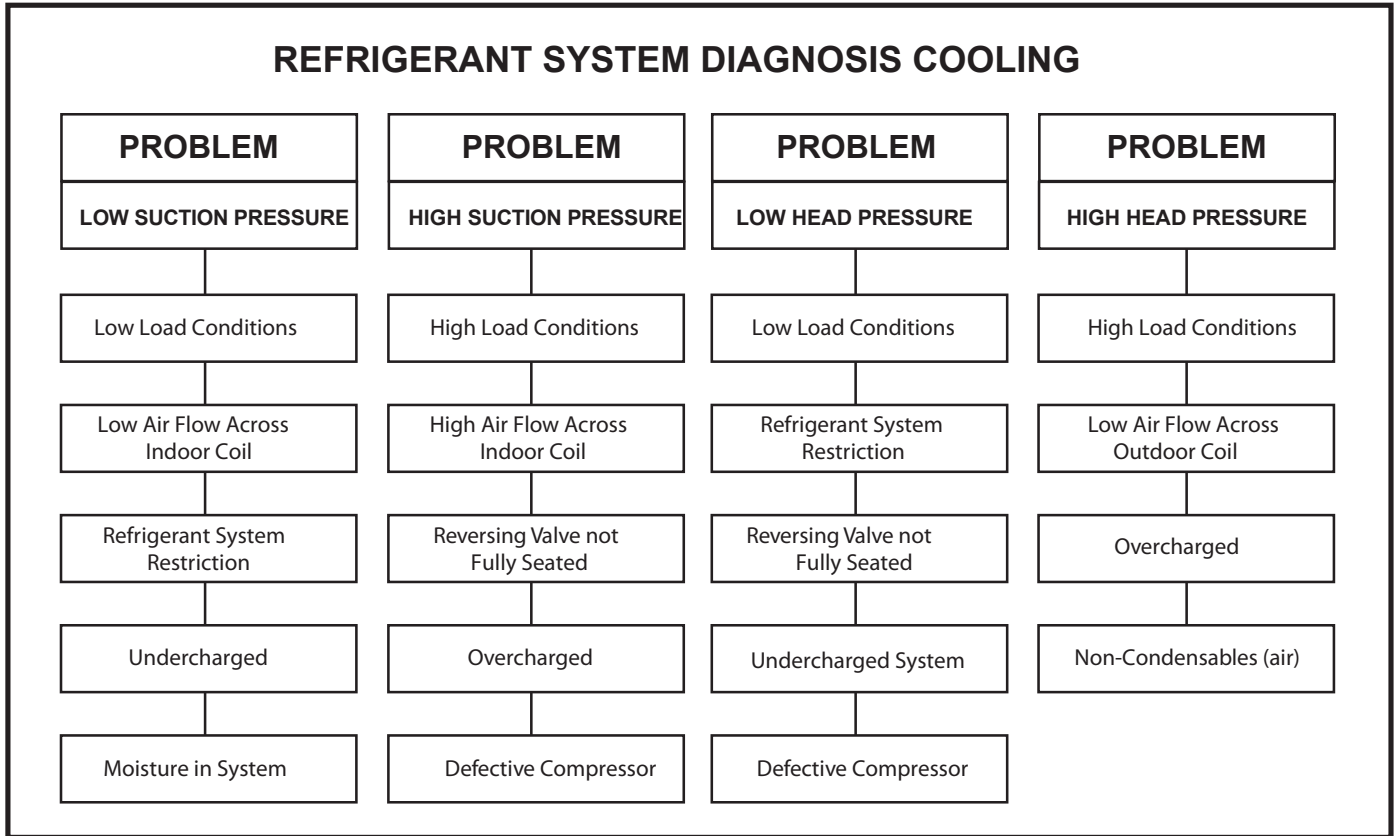 REFRIGERANT SYSTEM DIAGNOSIS COOLING
PROBLEM
LOW SUCTION PRESSURE
Low Load Conditions
Low Air Flow Across
Indoor Coil
Refrigerant System
Restriction
Undercharged
Moisture in System
PROBLEM
HIGH SUCTION PRESSURE
High Load Conditions
High Air Flow Across
Indoor Coil
Reversing Valve not
Fully Seated
Overcharged
Defective Compressor
PROBLEM
LOW HEAD PRESSURE
Low Load Conditions
Refrigerant System
Restriction
Reversing Valve not
Fully Seated
Undercharged System
Defective Compressor
PROBLEM
HIGH HEAD PRESSURE
High Load Conditions
Low Air Flow Across
Outdoor Coil
Overcharged
Non-Condensables (air)